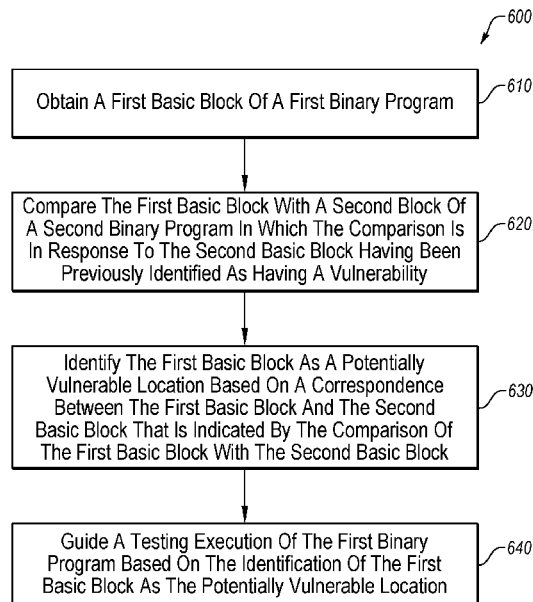 600
Obtain A First Basic Block Of A First Binary Program
610
Compare The First Basic Block With A Second Block Of
A Second Binary Program In Which The Comparison Is
In Response To The Second Basic Block Having Been
Previously Identified As Having A Vulnerability
620
Identify The First Basic Block As A Potentially
Vulnerable Location Based On A Correspondence
Between The First Basic Block And The Second
Basic Block That Is Indicated By The Comparison Of
The First Basic Block With The Second Basic Block
630
Guide A Testing Execution Of The First Binary
Program Based On The Identification Of The First
Basic Block As The Potentially Vulnerable Location
640